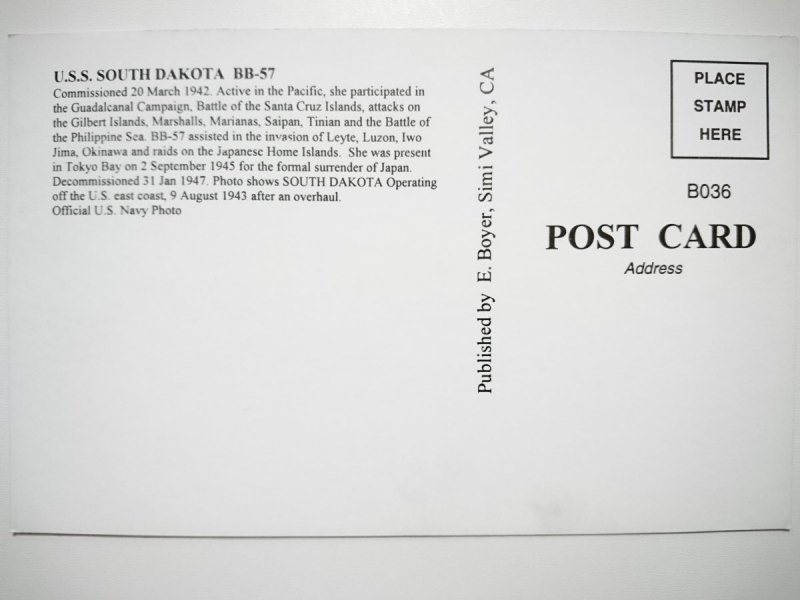 U.S.S. SOUTH DAKOTA BB-57
Commissioned 20 March 1942. Active in the Pacific, she participated in
the Guadalcanal Campaign, Battle of the Santa Cruz Islands, attacks on
the Gilbert Islands, Marshalls, Marianas, Saipan, Tinian and the Battle of
the Philippine Sea. BB-57 assisted in the invasion of Leyte, Luzon, Iwo
Jima, Okinawa and raids on the Japanese Home Islands. She was present
in Tokyo Bay on 2 September 1945 for the formal surrender of Japan.
Decommissioned 31 Jan 1947. Photo shows SOUTH DAKOTA Operating
off the U.S. east coast, 9 August 1943 after an overhaul.
Official U.S. Navy Photo
Published by E. Boyer, Simi Valley, CA
PLACE
STAMP
HERE
B036
POST CARD
Address